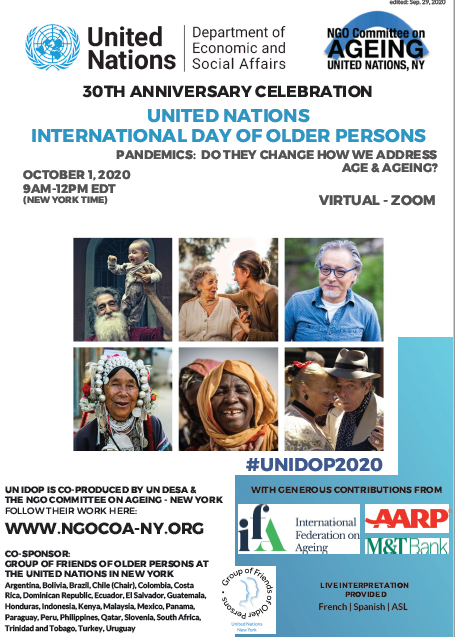 edited: Sep. 29, 2020
United
Nations
Department of
Economic and
Social Affairs
NGO Committee on
AGEING
UNITED NATIONS, NY
30TH ANNIVERSARY CELEBRATION
UNITED NATIONS
INTERNATIONAL DAY OF OLDER PERSONS
PANDEMICS: DO THEY CHANGE HOW WE ADDRESS
AGE & AGEING?
OCTOBER 1, 2020
9AM-12PM EDT
(NEW YORK TIME)
VIRTUAL - ZOOM
#UNIDOP2020
UN IDOP IS CO-PRODUCED BY UN DESA &
THE NGO COMMITTEE ON AGEING - NEW YORK
FOLLOW THEIR WORK HERE:
WWW.NGOCOA-NY.ORG
CO-SPONSOR:
GROUP OF FRIENDS OF OLDER PERSONS AT
THE UNITED NATIONS IN NEW YORK
Argentina, Bolivia, Brazil, Chile (Chair), Colombia, Costa
Rica, Dominican Republic, Ecuador, El Salvador, Guatemala,
Honduras, Indonesia, Kenya, Malaysia, Mexico, Panama,
Paraguay, Peru, Philippines, Qatar, Slovenia, South Africa,
Trinidad and Tobago, Turkey, Uruguay
WITH GENEROUS CONTRIBUTIONS FROM
ifA
International
Federation on
Ageing
AARP
M&T Bank
Group of Friends of Older Persons
United Nations
New York
LIVE INTERPRETATION
PROVIDED
French | Spanish | ASL